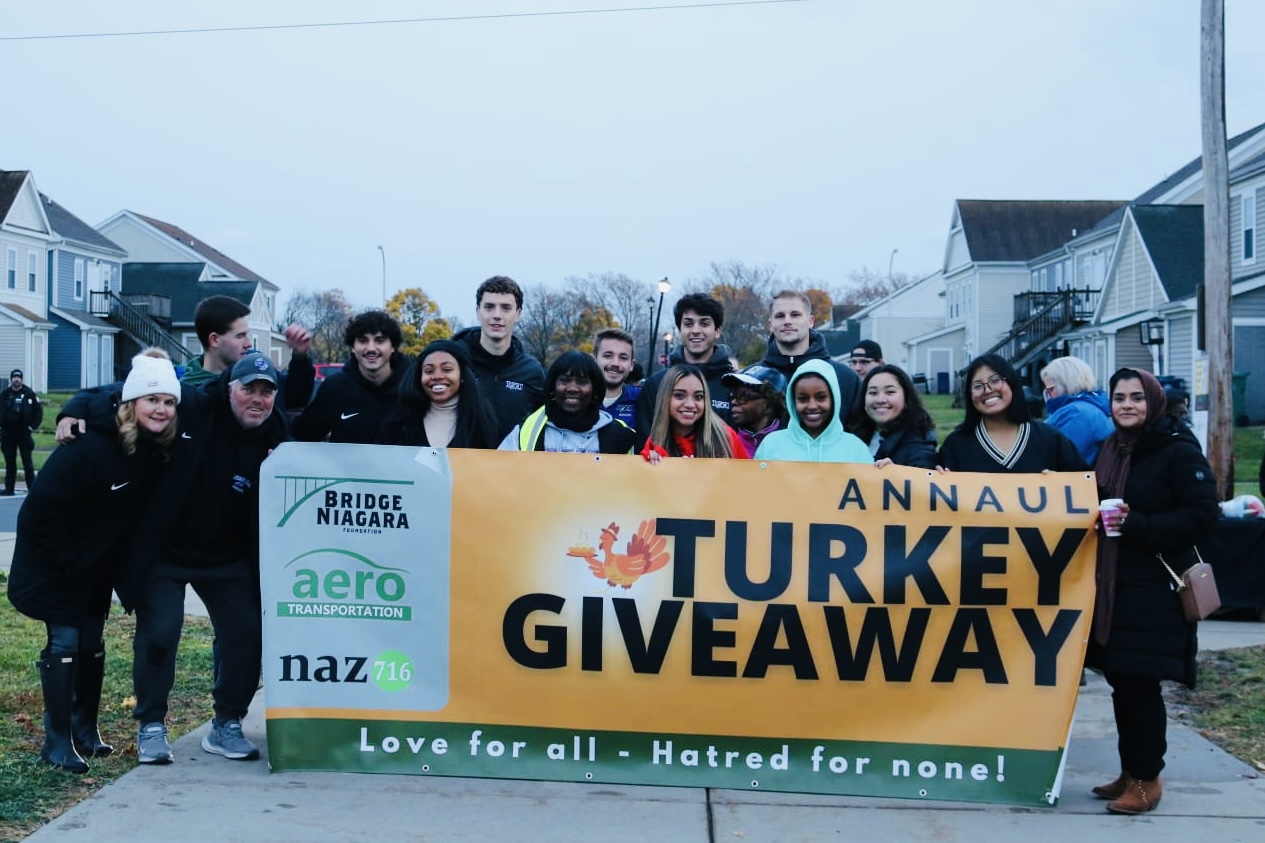 BRIDGE
NIAGARA
FOUNDATION
aero
TRANSPORTATION
naz 716
ANNAUL
TURKEY
GIVEAWAY
Love for all - Hatred for none!